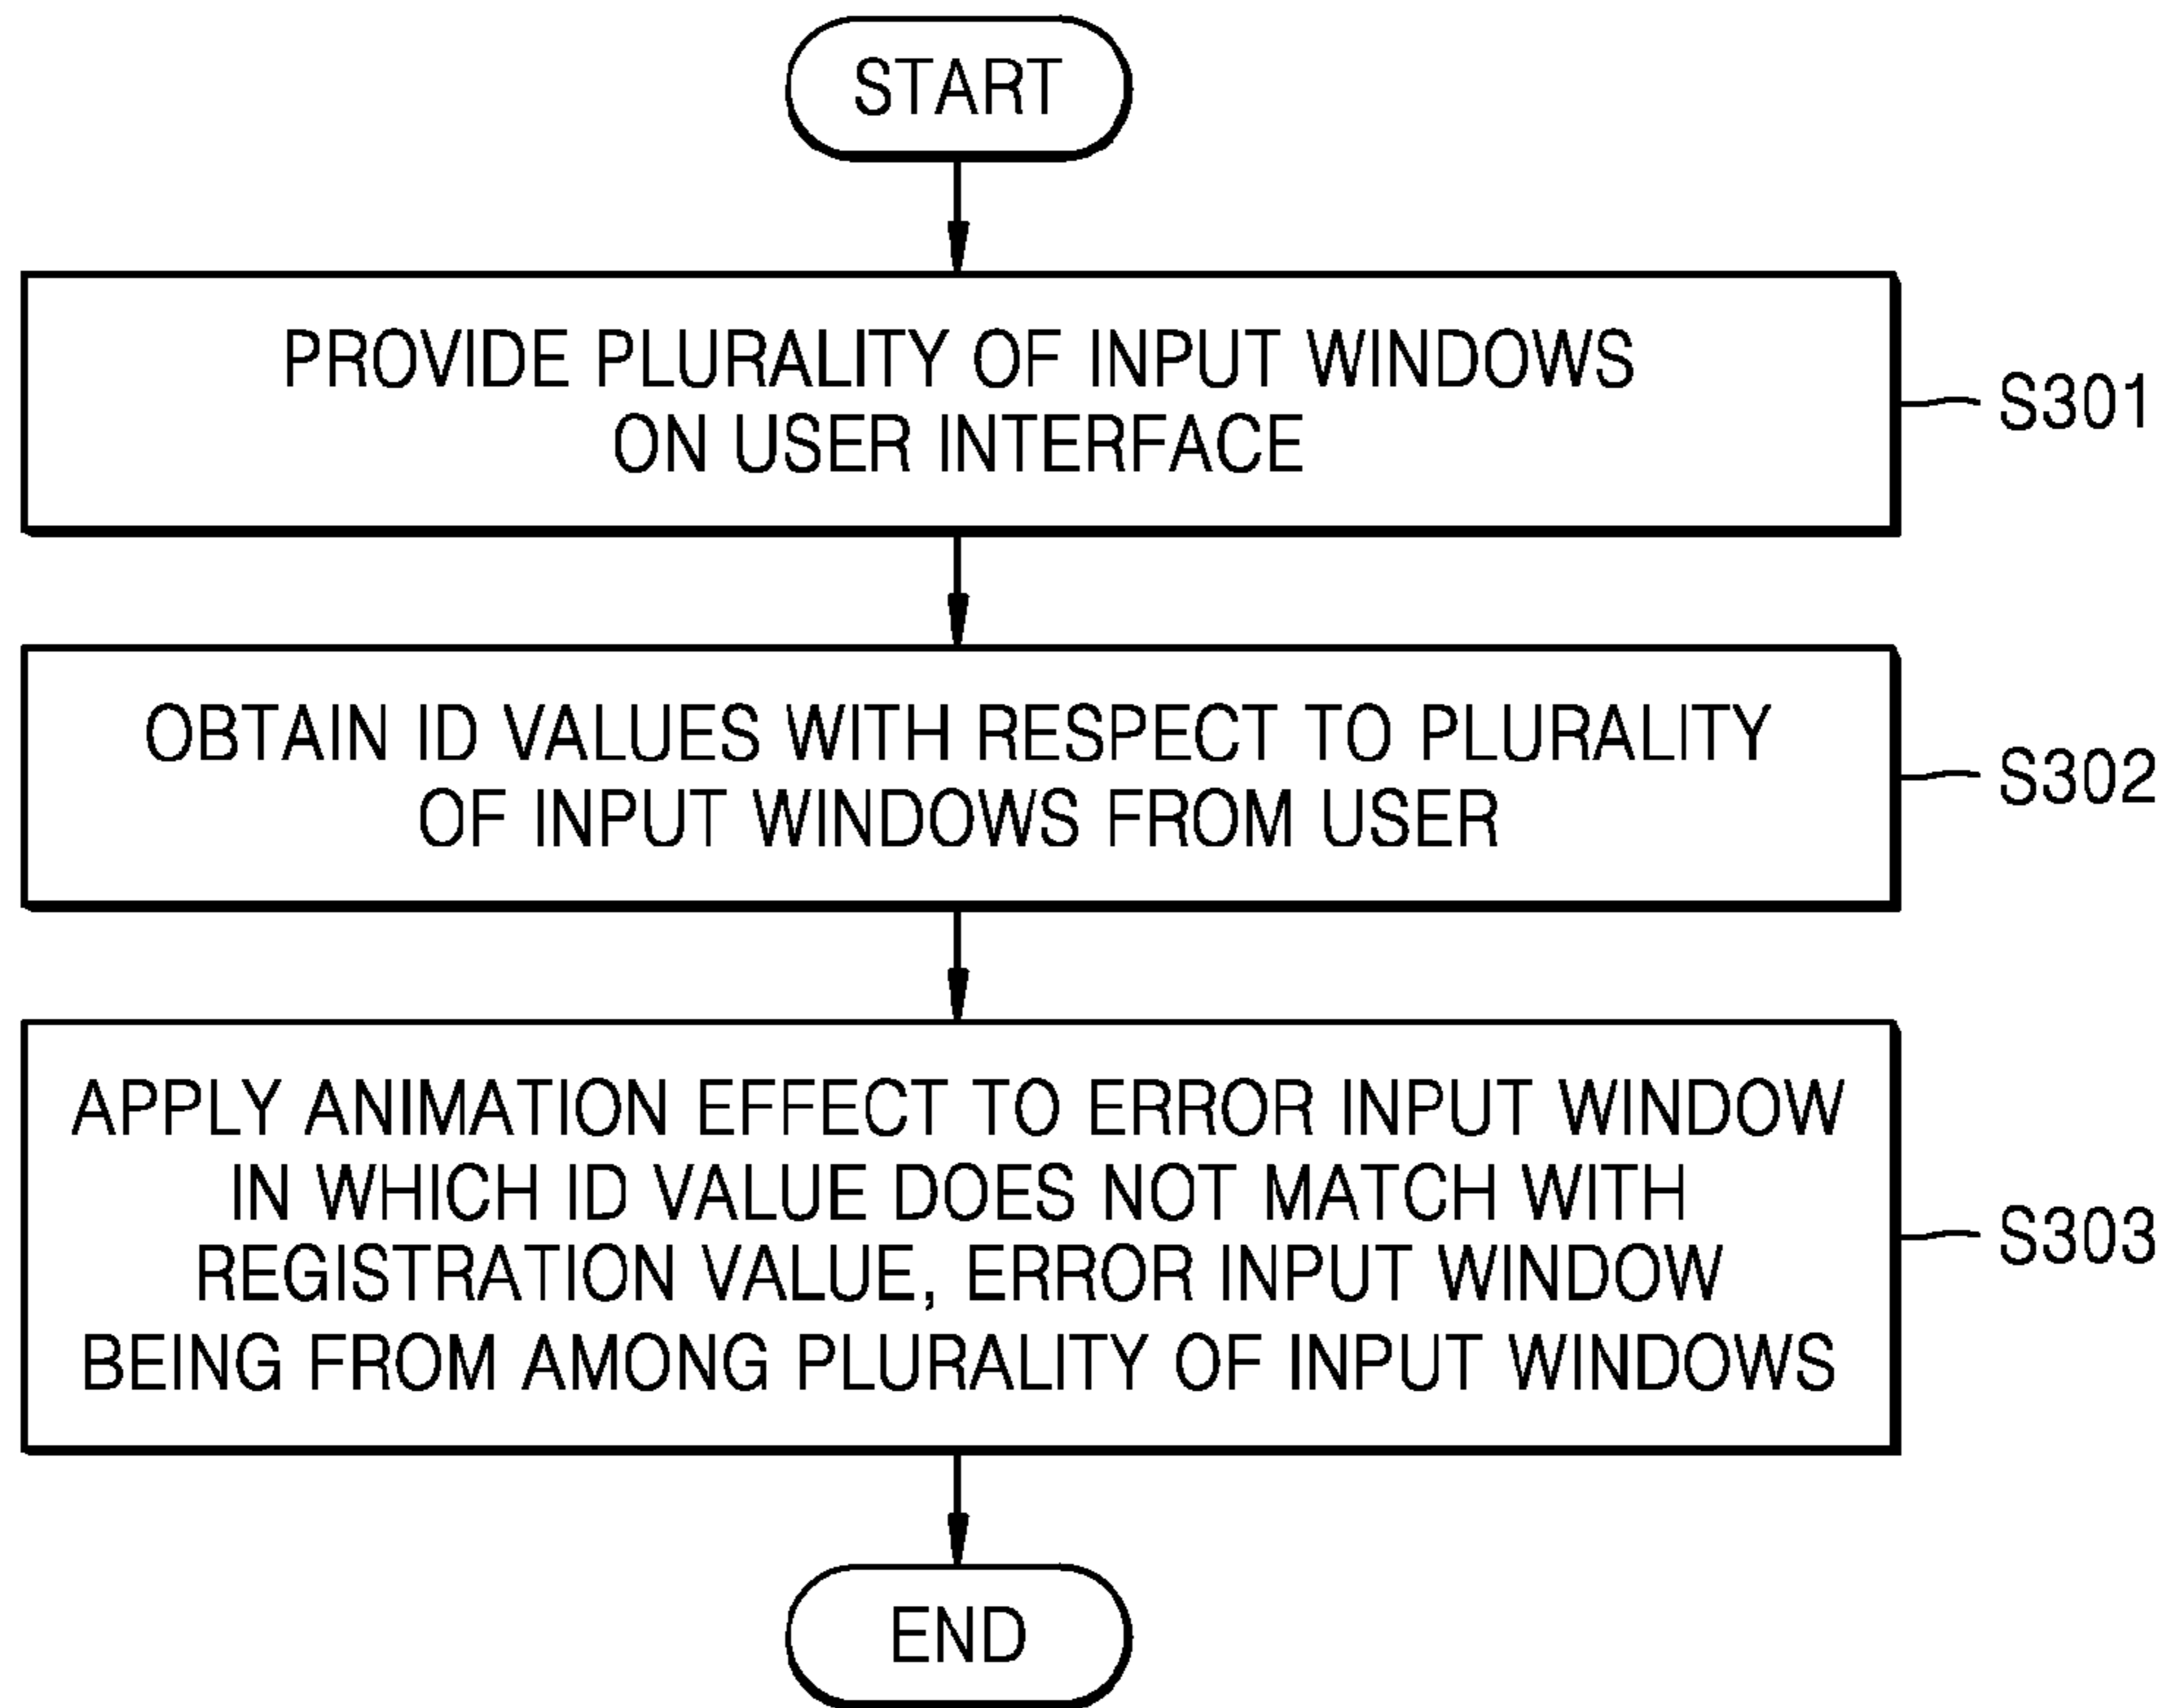 START
PROVIDE PLURALITY OF INPUT WINDOWS
ON USER INTERFACE
S301
OBTAIN ID VALUES WITH RESPECT TO PLURALITY
OF INPUT WINDOWS FROM USER
S302
APPLY ANIMATION EFFECT TO ERROR INPUT WINDOW
IN WHICH ID VALUE DOES NOT MATCH WITH
REGISTRATION VALUE, ERROR INPUT WINDOW
BEING FROM AMONG PLURALITY OF INPUT WINDOWS
S303
END